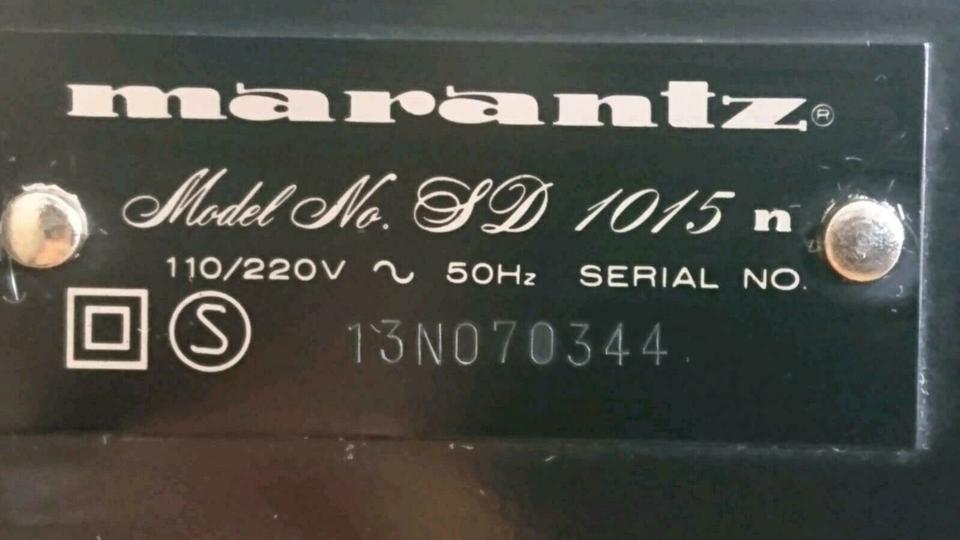 marantz®
Model No. SD 1015 n
110/220V ~ 50Hz SERIAL NO.
S 13N070344